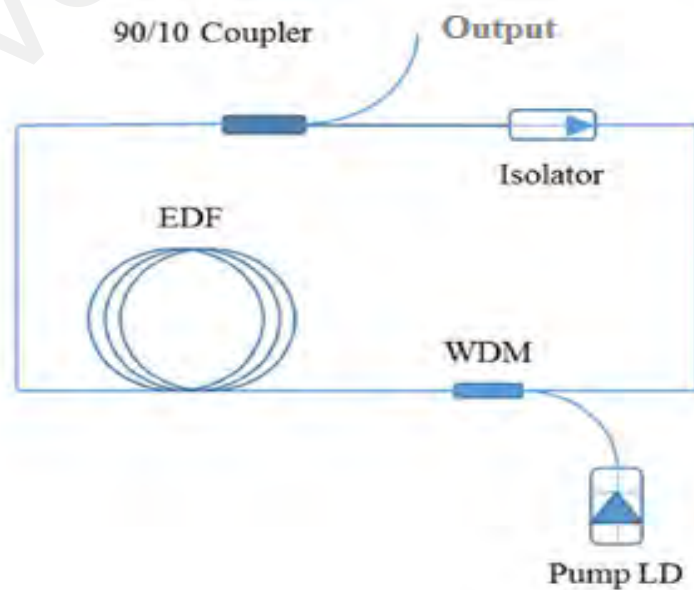 90/10 Coupler
Output
Isolator
EDF
WDM
Pump LD